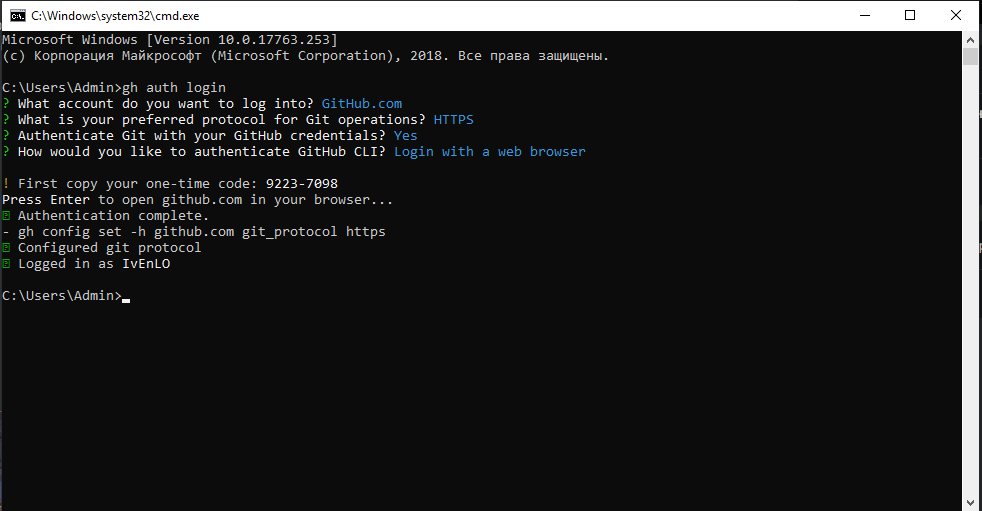 C:\Windows\system32\cmd.exe
Microsoft Windows [Version 10.0.17763.253]
(c) Корпорация Майкрософт (Microsoft Corporation), 2018. Все права защищены.
C:\Users\Admin>gh auth login
? What account do you want to log into? GitHub.com
? What is your preferred protocol for Git operations? HTTPS
? Authenticate Git with your GitHub credentials? Yes
? How would you like to authenticate GitHub CLI? Login with a web browser
! First copy your one-time code: 9223-7098
Press Enter to open github.com in your browser...
Authentication complete.
- gh config set -h github.com git_protocol https
Configured git protocol
Logged in as IvEnLO
C:\Users\Admin>